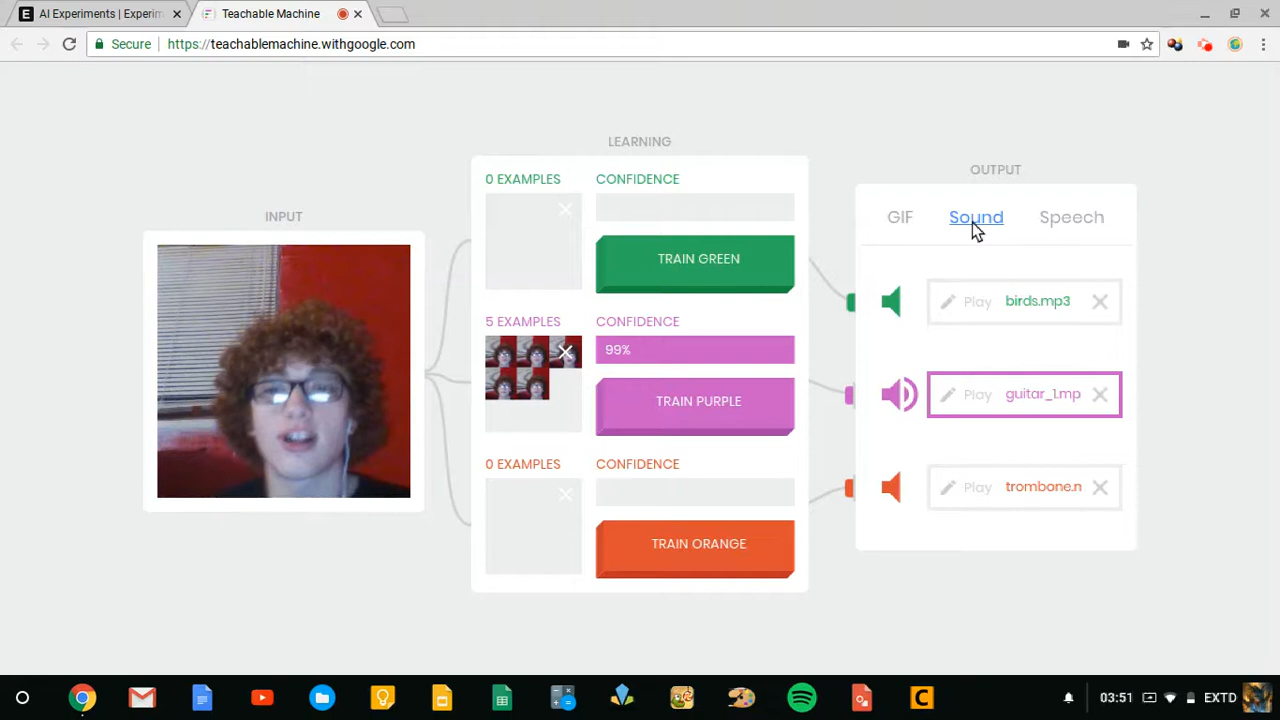 AI Experiments | Experim
Teachable Machine
Secure
https://teachablemachine.withgoogle.com
INPUT
LEARNING
0 EXAMPLES
CONFIDENCE
TRAIN GREEN
5 EXAMPLES
CONFIDENCE
99%
TRAIN PURPLE
0 EXAMPLES
CONFIDENCE
TRAIN ORANGE
OUTPUT
GIF Sound Speech
Play birds.mp3
Play guitar_1.mp
Play trombone.n
03:51 EXTD